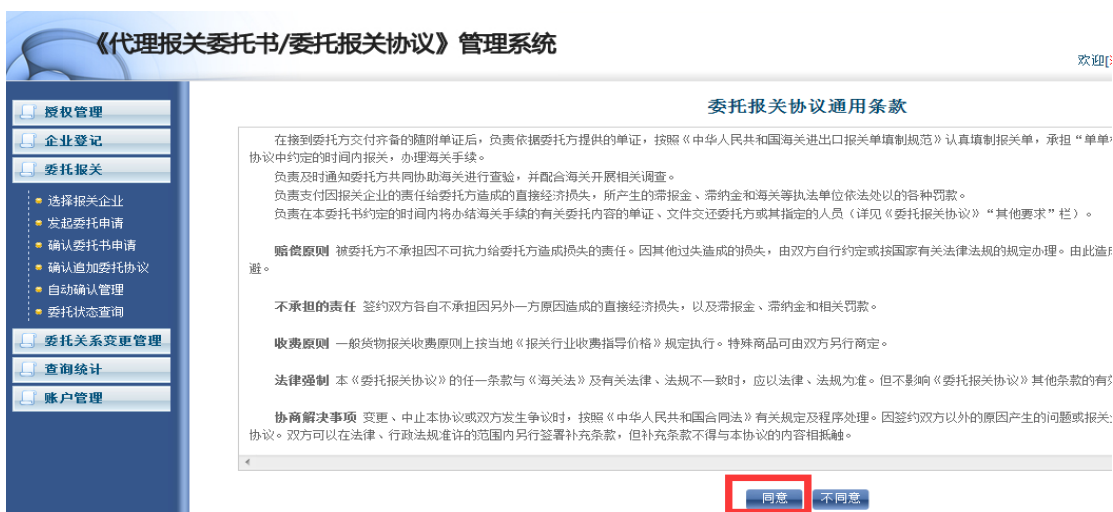 《代理报关委托书/委托报关协议》管理系统
欢迎[
授权管理
企业登记
委托报关
选择报关企业
发起委托申请
确认委托书申请
确认追加委托协议
自动确认管理
委托状态查询
委托关系变更管理
查询统计
账户管理
委托报关协议通用条款
在接到委托方交付齐备的随附单证后，负责依据委托方提供的单证，按照《中华人民共和国海关进出口报关单填制规范》认真填制报关单，承担“单单
协议中约定的时间内报关，办理海关手续。
负责及时通知委托方共同协助海关进行查验，并配合海关开展相关调查。
负责支付因报关企业的责任给委托方造成的直接经济损失，所产生的滞报金、滞纳金和海关等执法单位依法处以的各种罚款。
负责在本委托书约定的时间内将办结海关手续的有关委托内容的单证、文件交还委托方或其指定的人员（详见《委托报关协议》“其他要求”栏）。
赔偿原则 被委托方不承担因不可抗力给委托方造成损失的责任。因其他过失造成的损失，由双方自行约定或按国家有关法律法规的规定办理。由此造
避。
不承担的责任 签约双方各自不承担因另外一方原因造成的直接经济损失，以及滞报金、滞纳金和相关罚款。
收费原则 一般货物报关收费原则上按当地《报关行业收费指导价格》规定执行。特殊商品可由双方另行商定。
法律强制 本《委托报关协议》的任一条款与《海关法》及有关法律、法规不一致时，应以法律、法规为准。但不影响《委托报关协议》其他条款的有
协商解决事项 变更、中止本协议或双方发生争议时，按照《中华人民共和国合同法》有关规定及程序处理。因签约双方以外的原因产生的问题或报关
协议。双方可以在法律、行政法规准许的范围内另行签署补充条款，但补充条款不得与本协议的内容相抵触。
同意 不同意